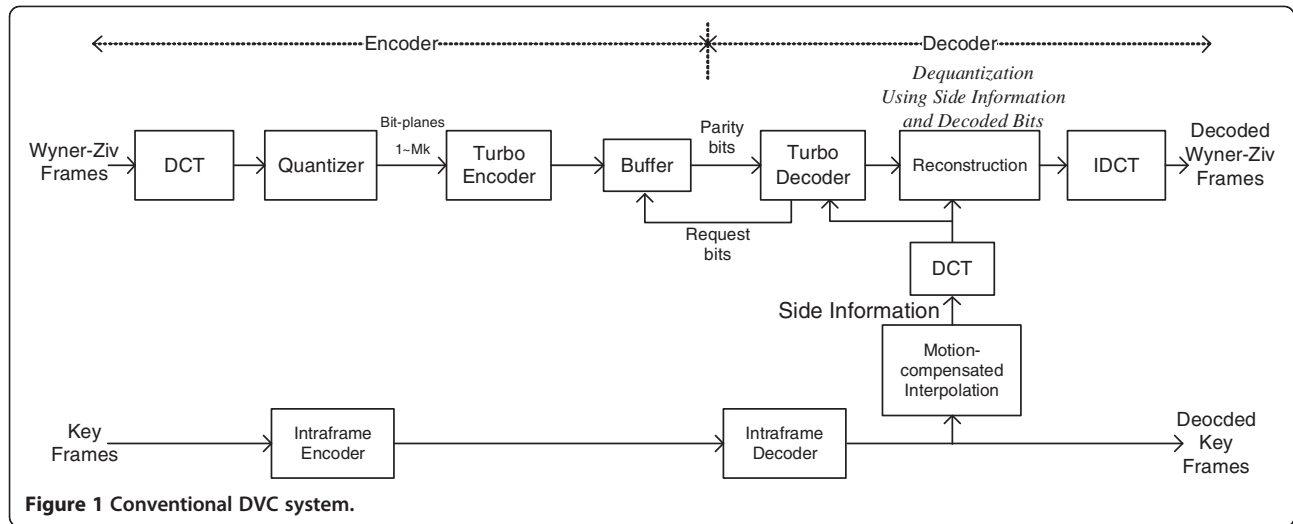 Encoder
Decoder
Dequantization
Using Side Information
and Decoded Bits
Wyner-Ziv
Frames
DCT
Quantizer
Bit-planes
1~Mk
Turbo
Encoder
Buffer
Parity
bits
Turbo
Decoder
Reconstruction
IDCT
Decoded
Wyner-Ziv
Frames
Request
bits
DCT
Side Information
Motion-
compensated
Interpolation
Key
Frames
Intraframe
Encoder
Intraframe
Decoder
Deocded
Key
Frames
Figure 1 Conventional DVC system.